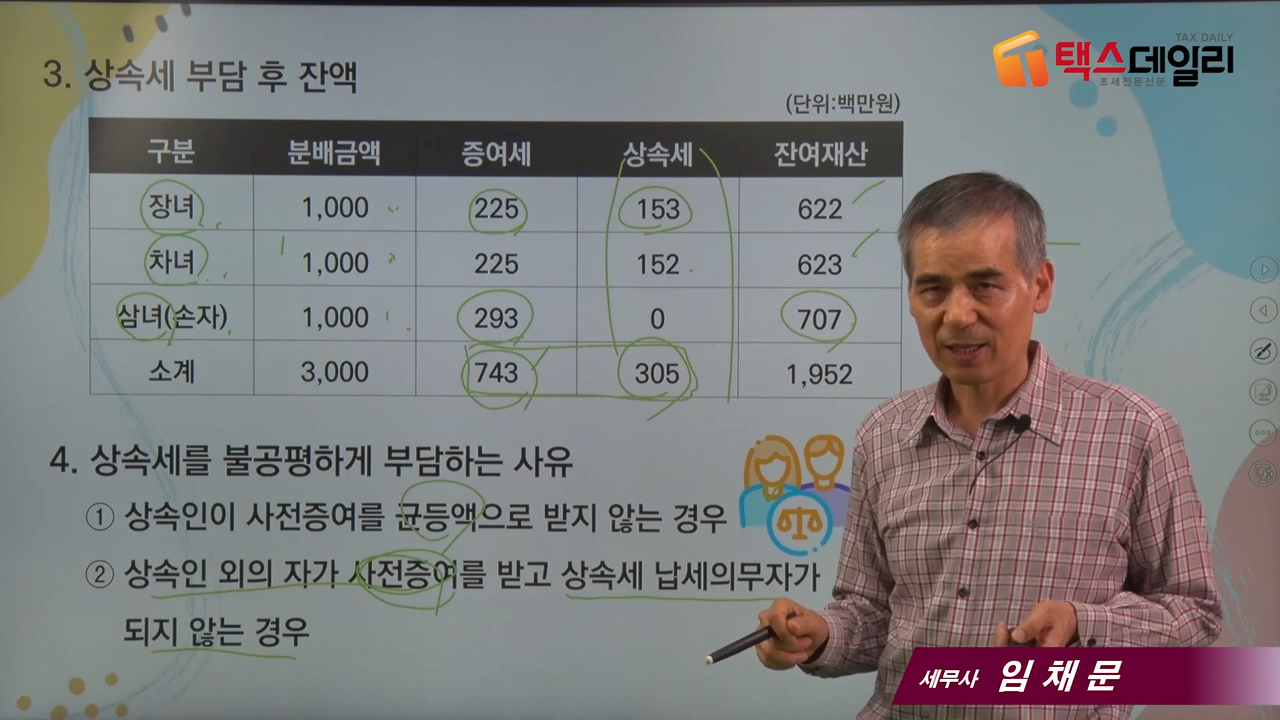 TAX DAILY
택스데일리
조세전문신문
3. 상속세 부담 후 잔액
(단위:백만원)
구분 분배금액 증여세 상속세 잔여재산
장녀 1,000 225 153 622
차녀 1,000 225 152 623
삼녀(손자) 1,000 293 0 707
소계 3,000 743 305 1,952
4. 상속세를 불공평하게 부담하는 사유
① 상속인이 사전증여를 균등액으로 받지 않는 경우
② 상속인 외의 자가 사전증여를 받고 상속세 납세의무자가
되지 않는 경우
세무사 임채문